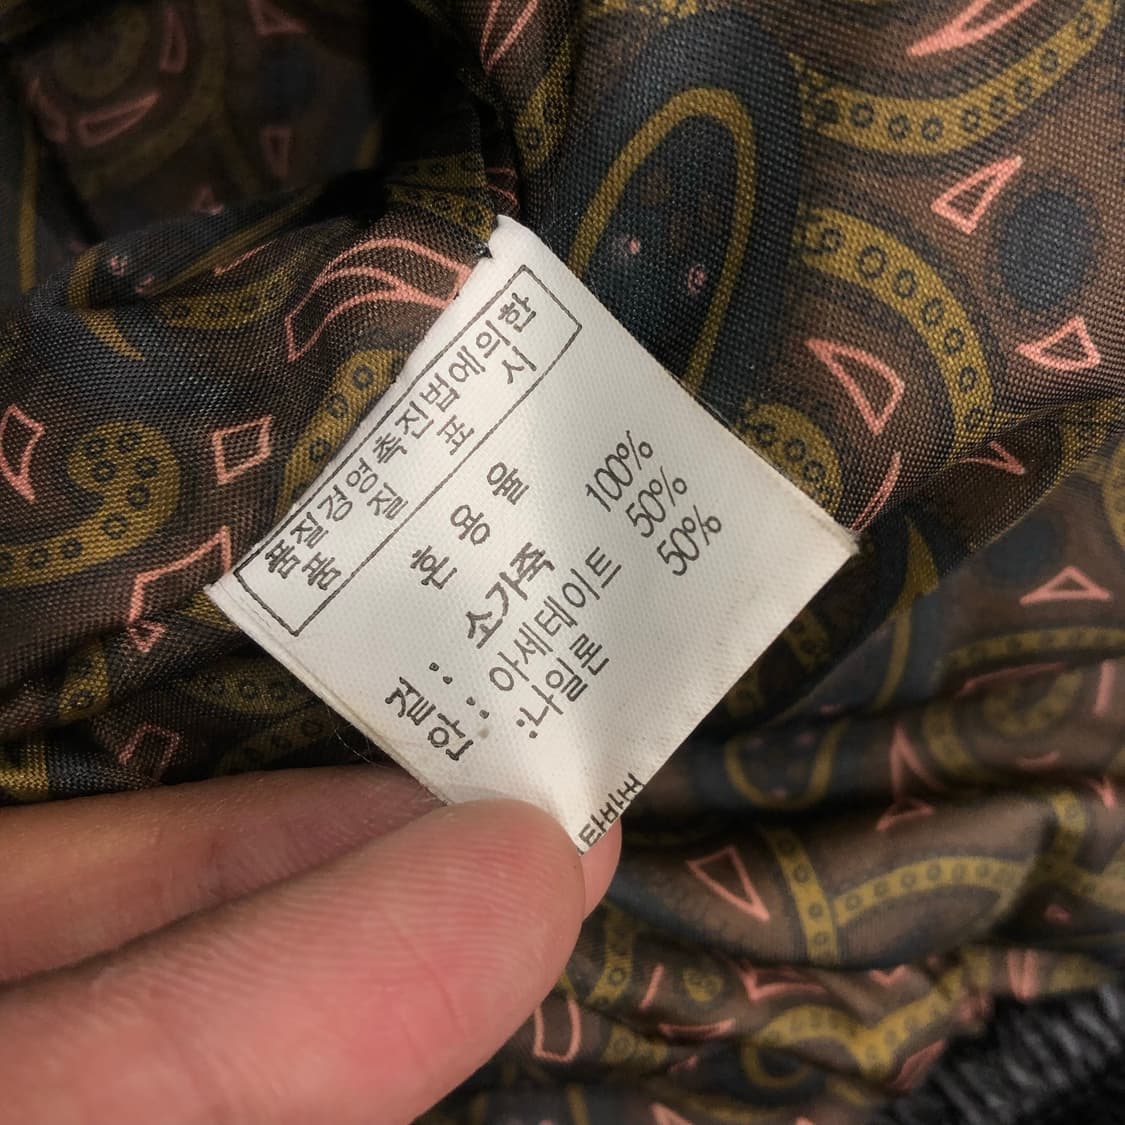 품질경영촉진법에의한
품 질 표 시
혼 용 율
겉 : 소가죽 100%
안 : 아세테이트 50%
: 나일론 50%